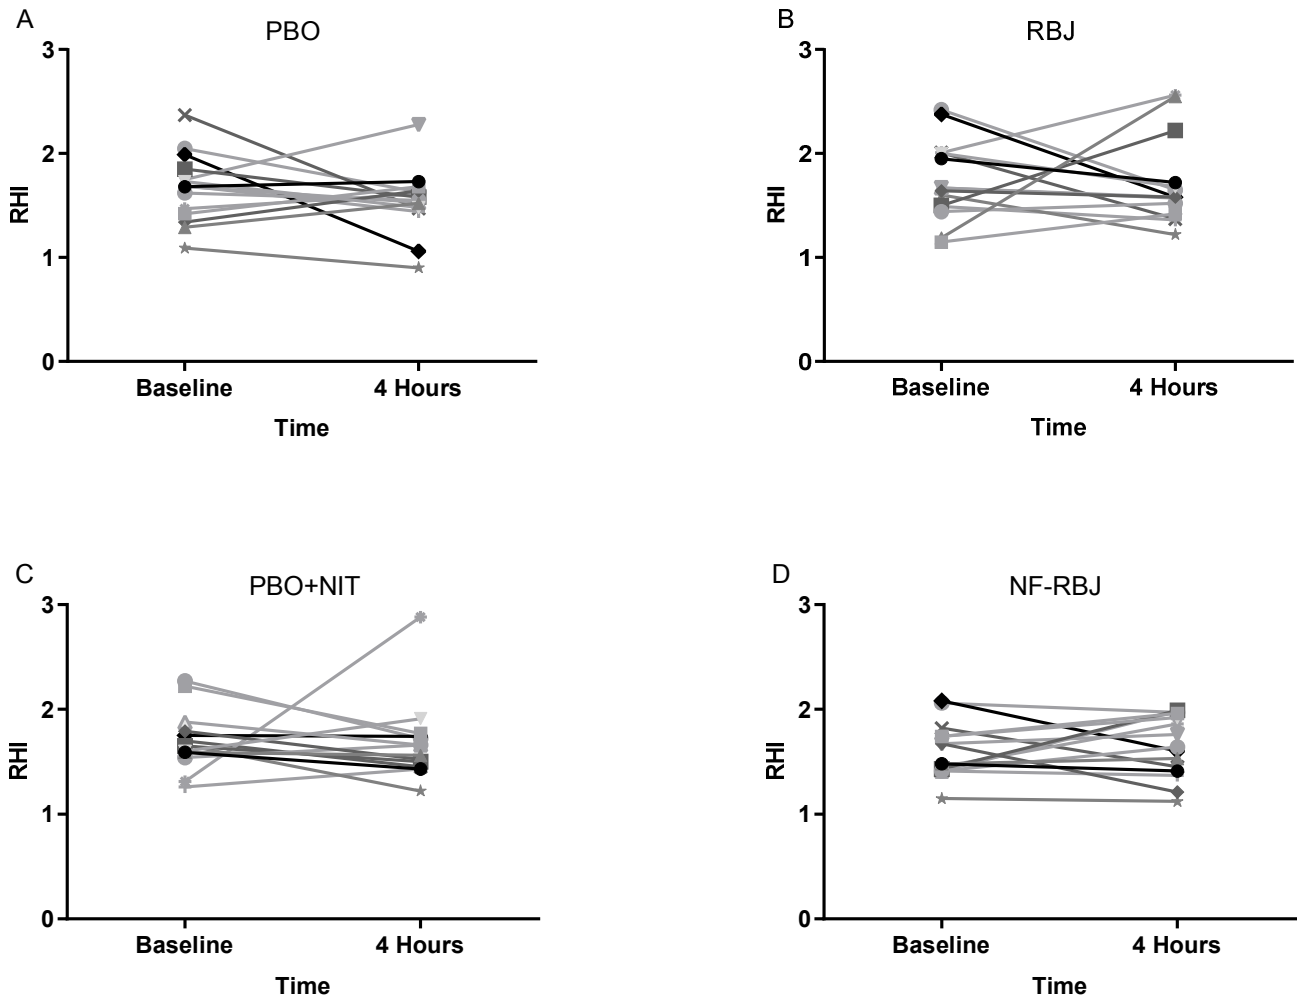 A
PBO
3
2
1
0
RHI
Baseline
4 Hours
Time
B
RBJ
3
2
1
0
RHI
Baseline
4 Hours
Time
C
PBO+NIT
3
2
1
0
RHI
Baseline
4 Hours
Time
D
NF-RBJ
3
2
1
0
RHI
Baseline
4 Hours
Time